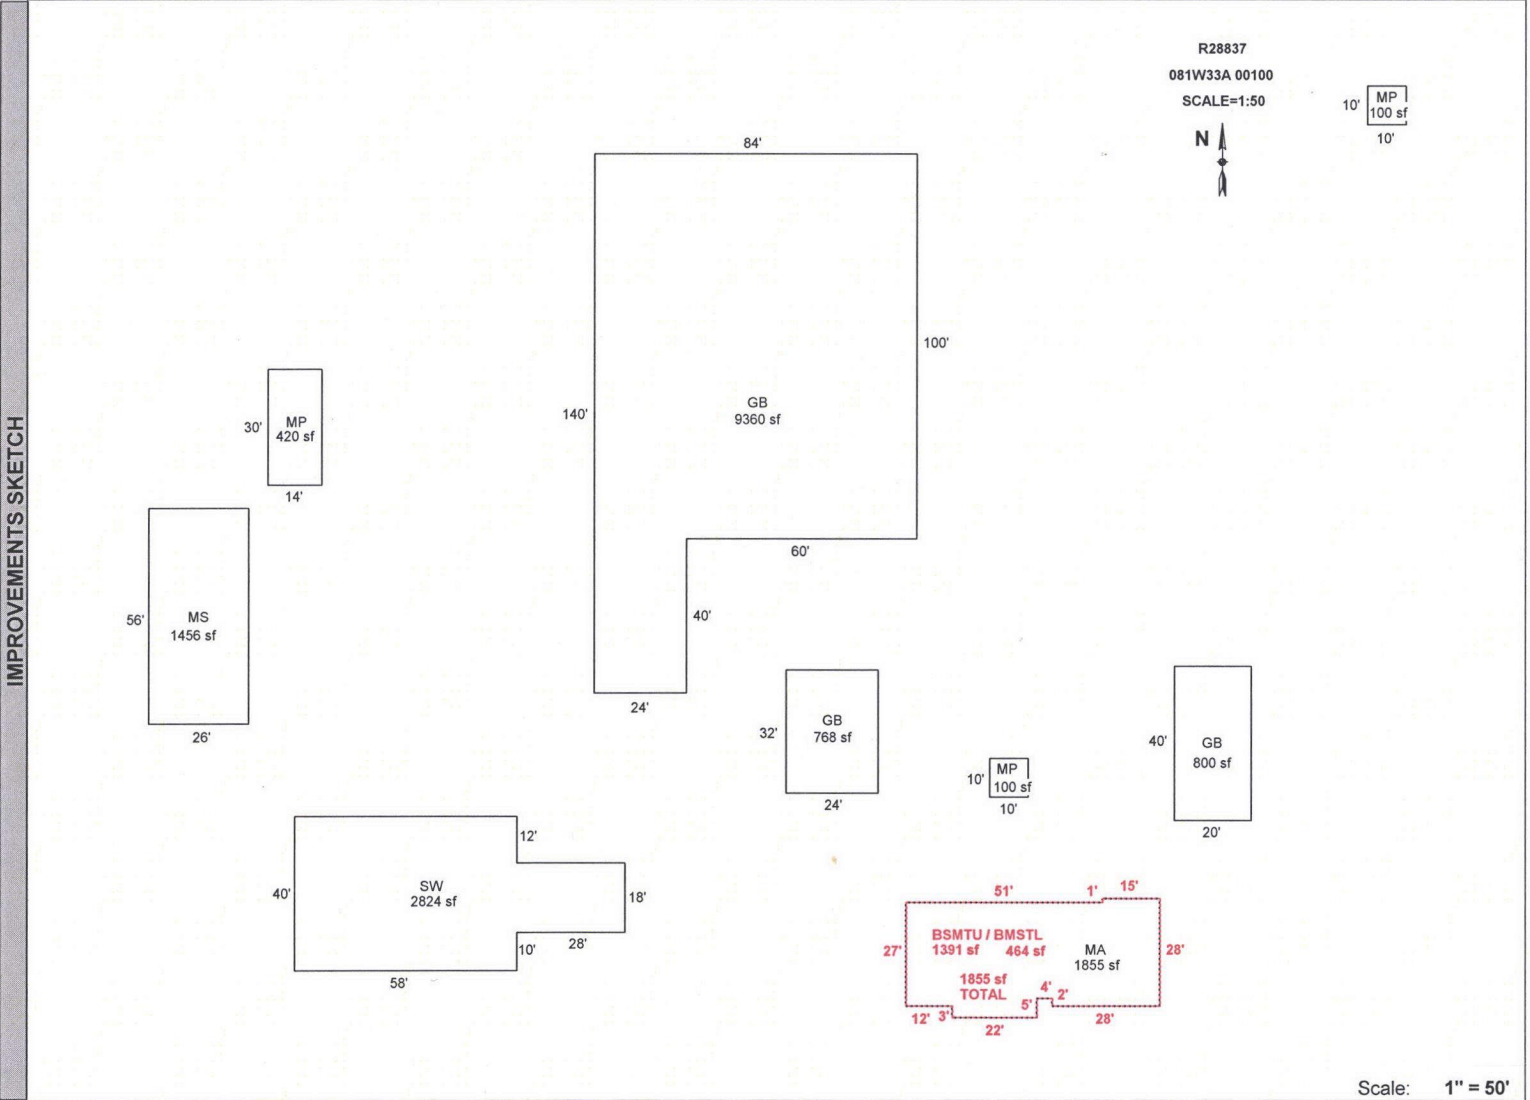 IMPROVEMENTS SKETCH
R28837
081W33A 00100
SCALE=1:50
N
10'
MP
100 sf
10'
84'
140'
GB
9360 sf
100'
60'
40'
24'
30'
MP
420 sf
14'
56'
MS
1456 sf
26'
32'
GB
768 sf
24'
10'
MP
100 sf
10'
40'
GB
800 sf
20'
40'
SW
2824 sf
12'
18'
28'
10'
58'
51'
1'
15'
27'
BSMTU / BMSTL
1391 sf 464 sf
1855 sf
TOTAL
MA
1855 sf
28'
4'
5'
2'
12'
3'
22'
28'
Scale: 1" = 50'